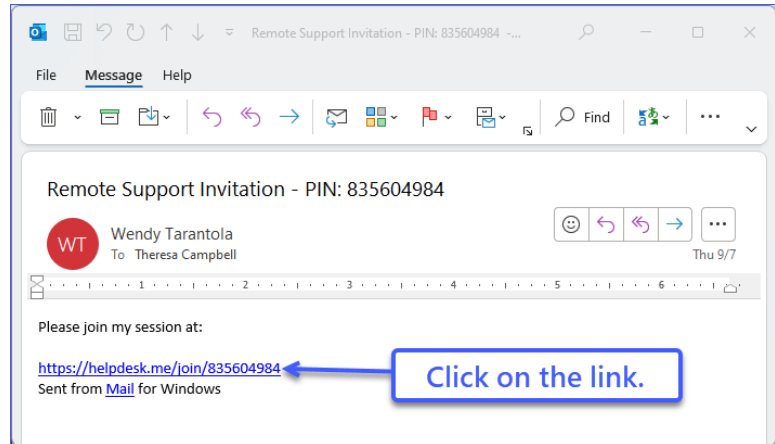 Remote Support Invitation - PIN: 835604984 -...
File Message Help
Find
Remote Support Invitation - PIN: 835604984
WT
Wendy Tarantola
To Theresa Campbell
Thu 9/7
1 2 3 4 5 6
Please join my session at:
https://helpdesk.me/join/835604984
Click on the link.
Sent from Mail for Windows